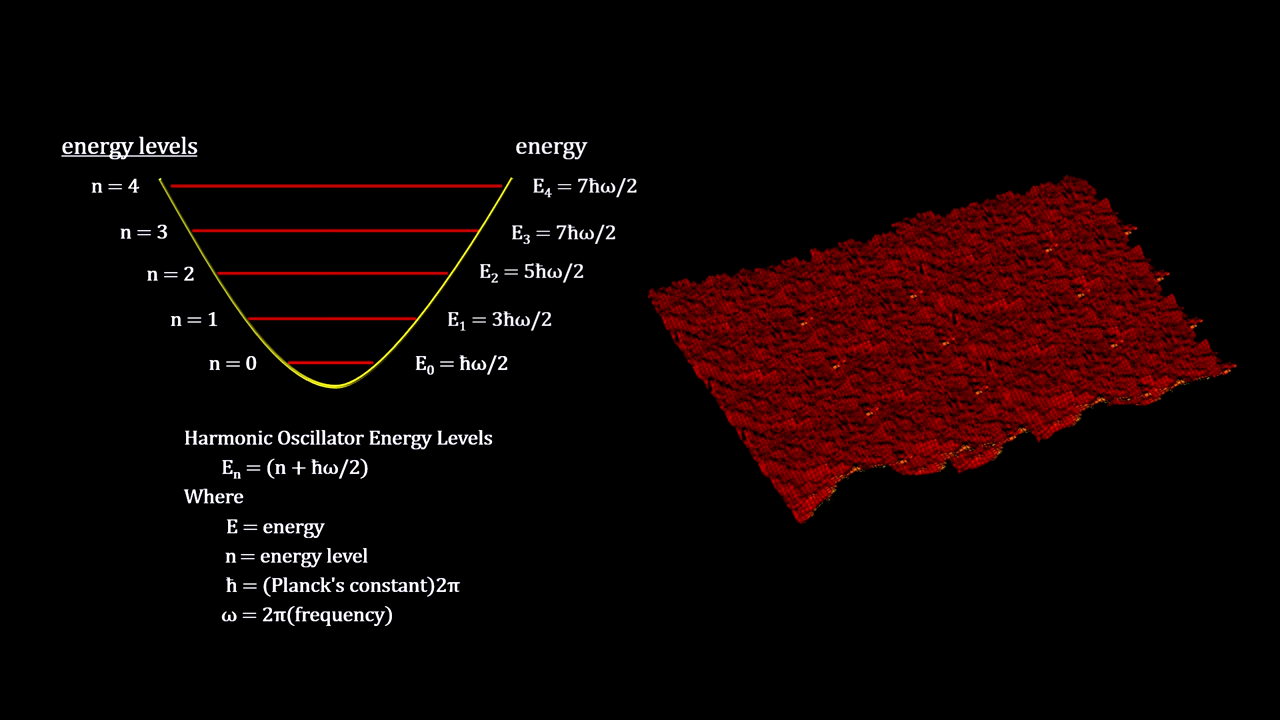 energy levels energy
n = 4 E₄ = 7ħω/2
n = 3 E₃ = 7ħω/2
n = 2 E₂ = 5ħω/2
n = 1 E₁ = 3ħω/2
n = 0 E₀ = ħω/2
Harmonic Oscillator Energy Levels
Eₙ = (n + ħω/2)
Where
E = energy
n = energy level
ħ = (Planck's constant)2π
ω = 2π(frequency)